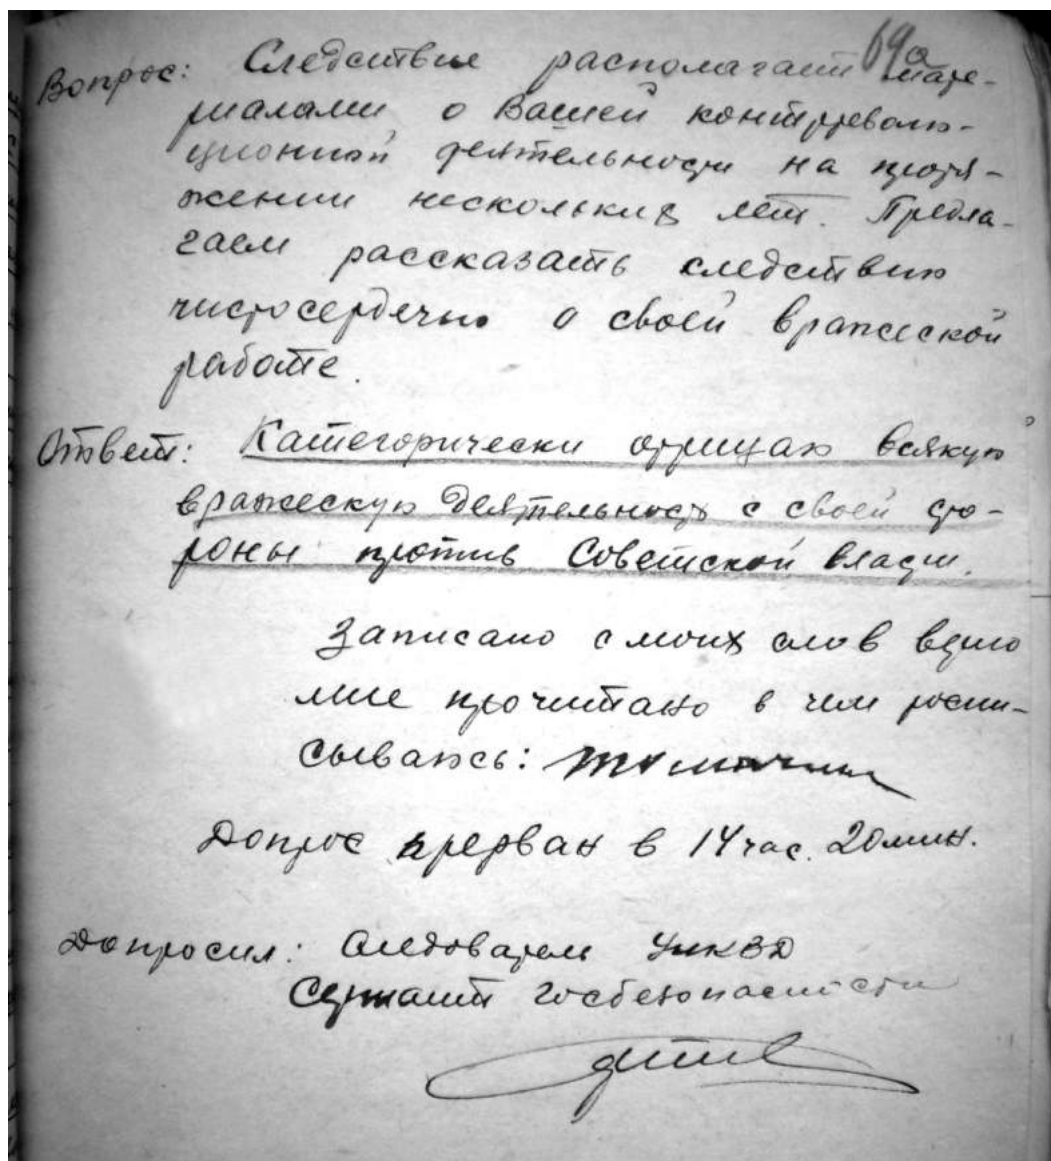 69а
Вопрос: Следствие располагает мате-
риалами о Вашей контрреволю-
ционной деятельности на протя-
жении нескольких лет. Предла-
гаем рассказать следствию
чистосердечно о своей вражеской
работе.
Ответ: Категорически отрицаю всякую
вражескую деятельность с своей сто-
роны против Советской власти.
Записано с моих слов верно
мне прочитано в чем распи-
сываюсь:
Допрос прерван в 14 час. 20 мин.
Допросил: Следователь УНКВД
Сержант госбезопасности